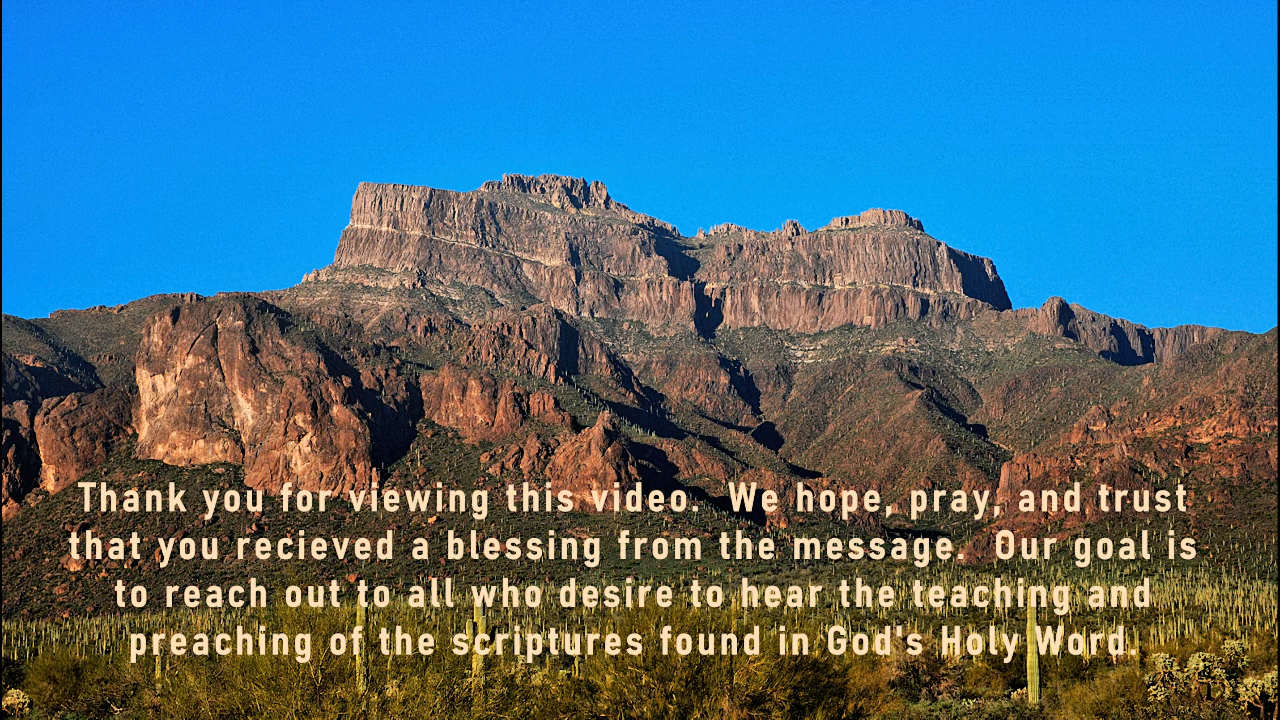 Thank you for viewing this video.  We hope, pray, and trust
that you recieved a blessing from the message.  Our goal is
to reach out to all who desire to hear the teaching and
preaching of the scriptures found in God's Holy Word.